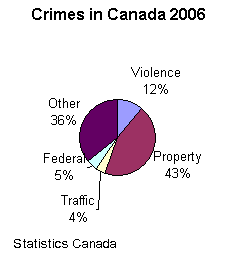 Crimes in Canada 2006
Violence
12%
Other
36%
Federal
5%
Property
43%
Traffic
4%
Statistics Canada